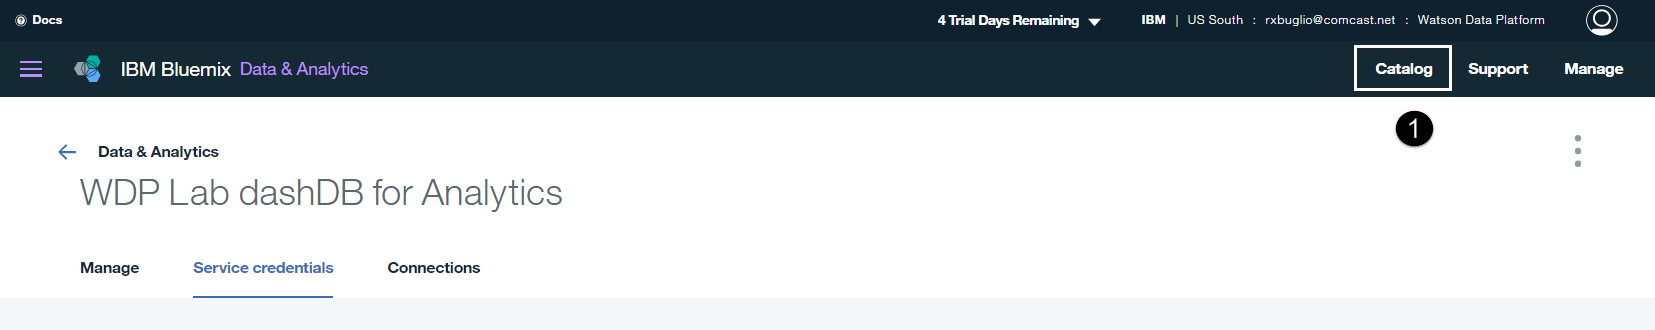 Docs
4 Trial Days Remaining
IBM | US South : rxbuglio@comcast.net : Watson Data Platform
IBM Bluemix Data & Analytics
Catalog
Support
Manage
1
Data & Analytics
WDP Lab dashDB for Analytics
Manage
Service credentials
Connections